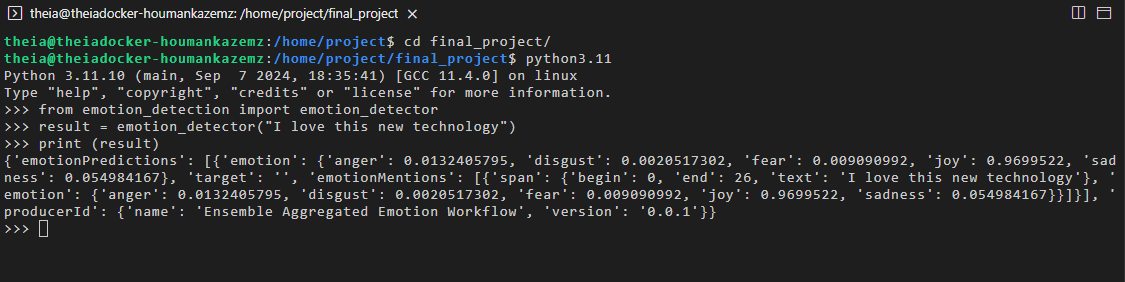 theia@theiadocker-houmankazemz: /home/project/final_project ×
theia@theiadocker-houmankazemz:/home/project$ cd final_project/
theia@theiadocker-houmankazemz:/home/project/final_project$ python3.11
Python 3.11.10 (main, Sep  7 2024, 18:35:41) [GCC 11.4.0] on linux
Type "help", "copyright", "credits" or "license" for more information.
>>> from emotion_detection import emotion_detector
>>> result = emotion_detector("I love this new technology")
>>> print (result)
{'emotionPredictions': [{'emotion': {'anger': 0.0132405795, 'disgust': 0.0020517302, 'fear': 0.009090992, 'joy': 0.9699522, 'sad
ness': 0.054984167}, 'target': '', 'emotionMentions': [{'span': {'begin': 0, 'end': 26, 'text': 'I love this new technology'}, '
emotion': {'anger': 0.0132405795, 'disgust': 0.0020517302, 'fear': 0.009090992, 'joy': 0.9699522, 'sadness': 0.054984167}}]}], '
producerId': {'name': 'Ensemble Aggregated Emotion Workflow', 'version': '0.0.1'}}
>>>